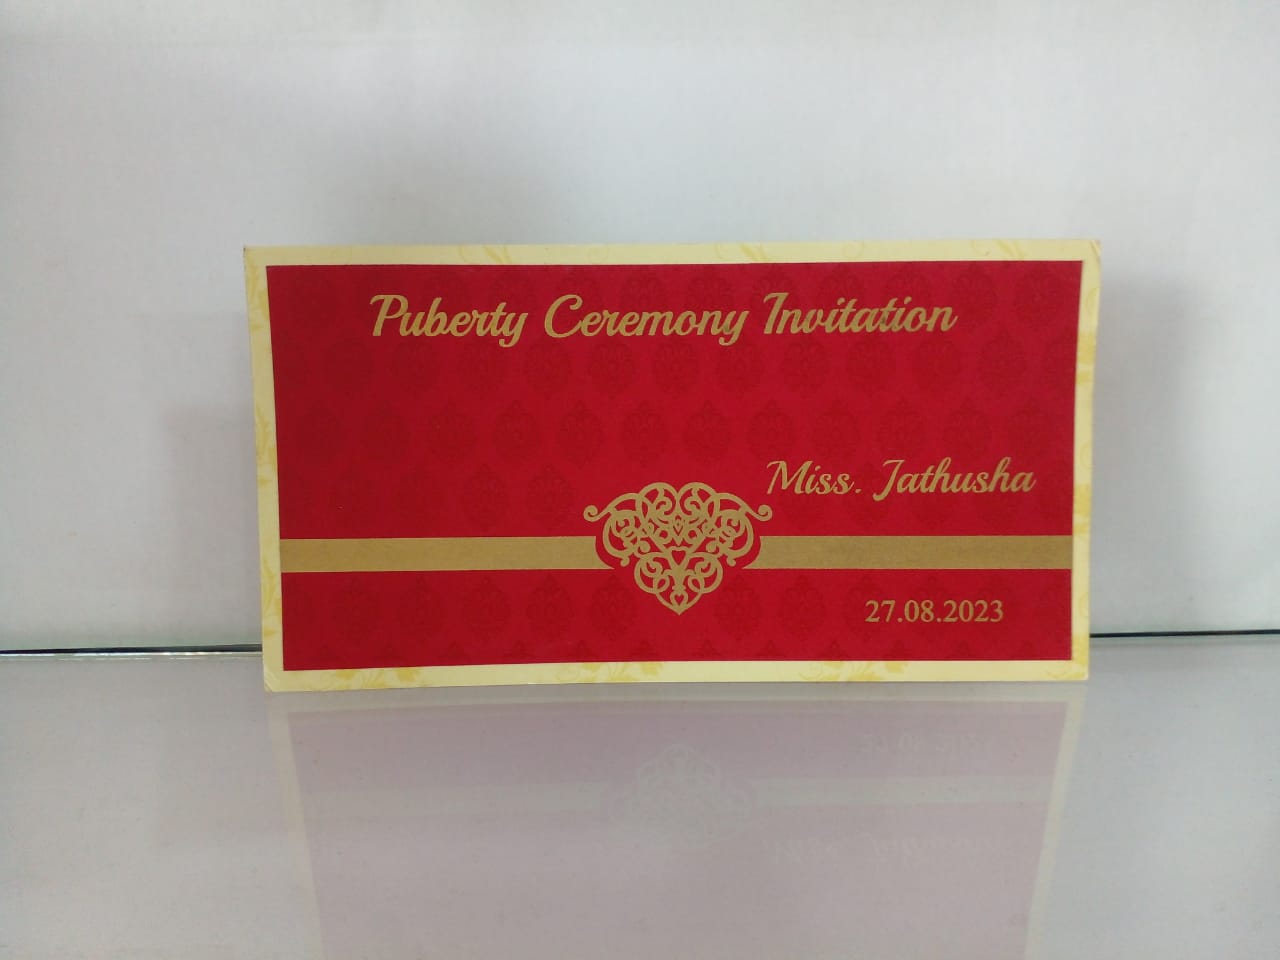 Puberty Ceremony Invitation
Miss. Jathusha
27.08.2023